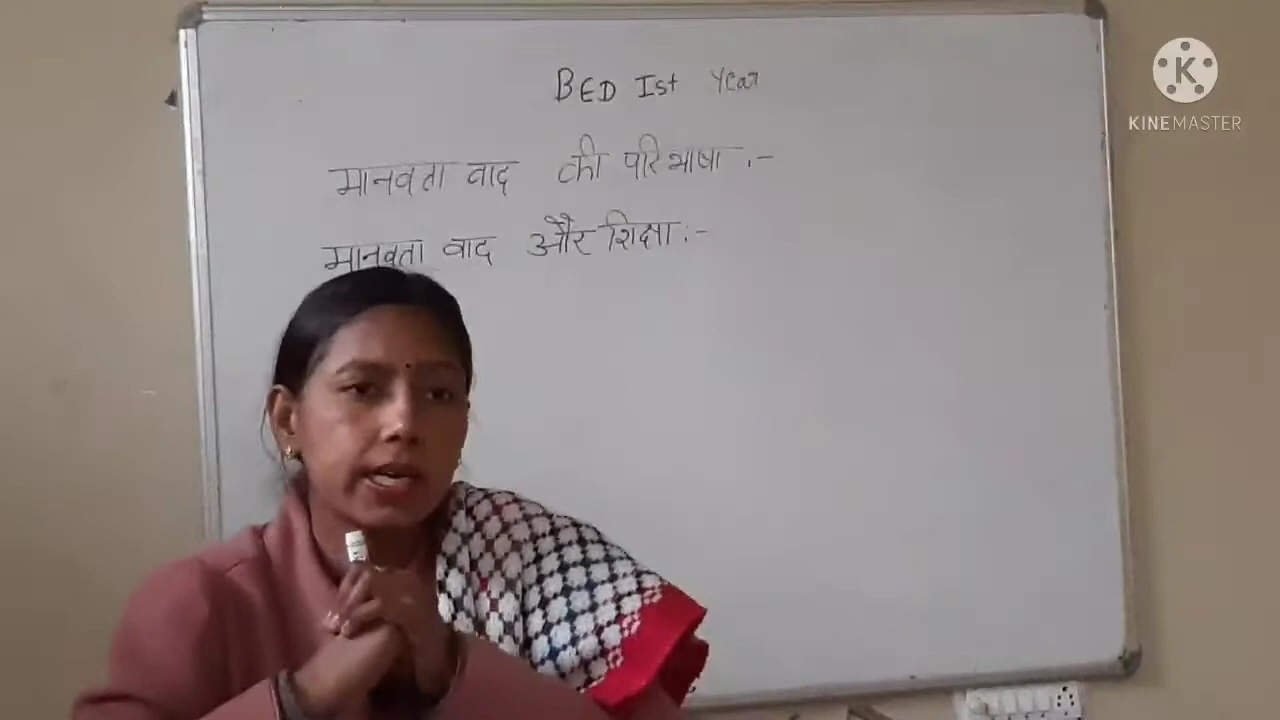 BED Ist Year
मानवता वाद की परिभाषा :-
मानवता वाद और शिक्षा :-
KINEMASTER